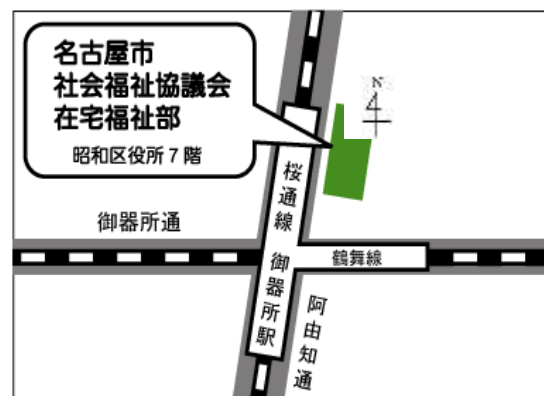 名古屋市
社会福祉協議会
在宅福祉部
昭和区役所７階
N
桜通線
御器所通
鶴舞線
御器所駅
阿由知通